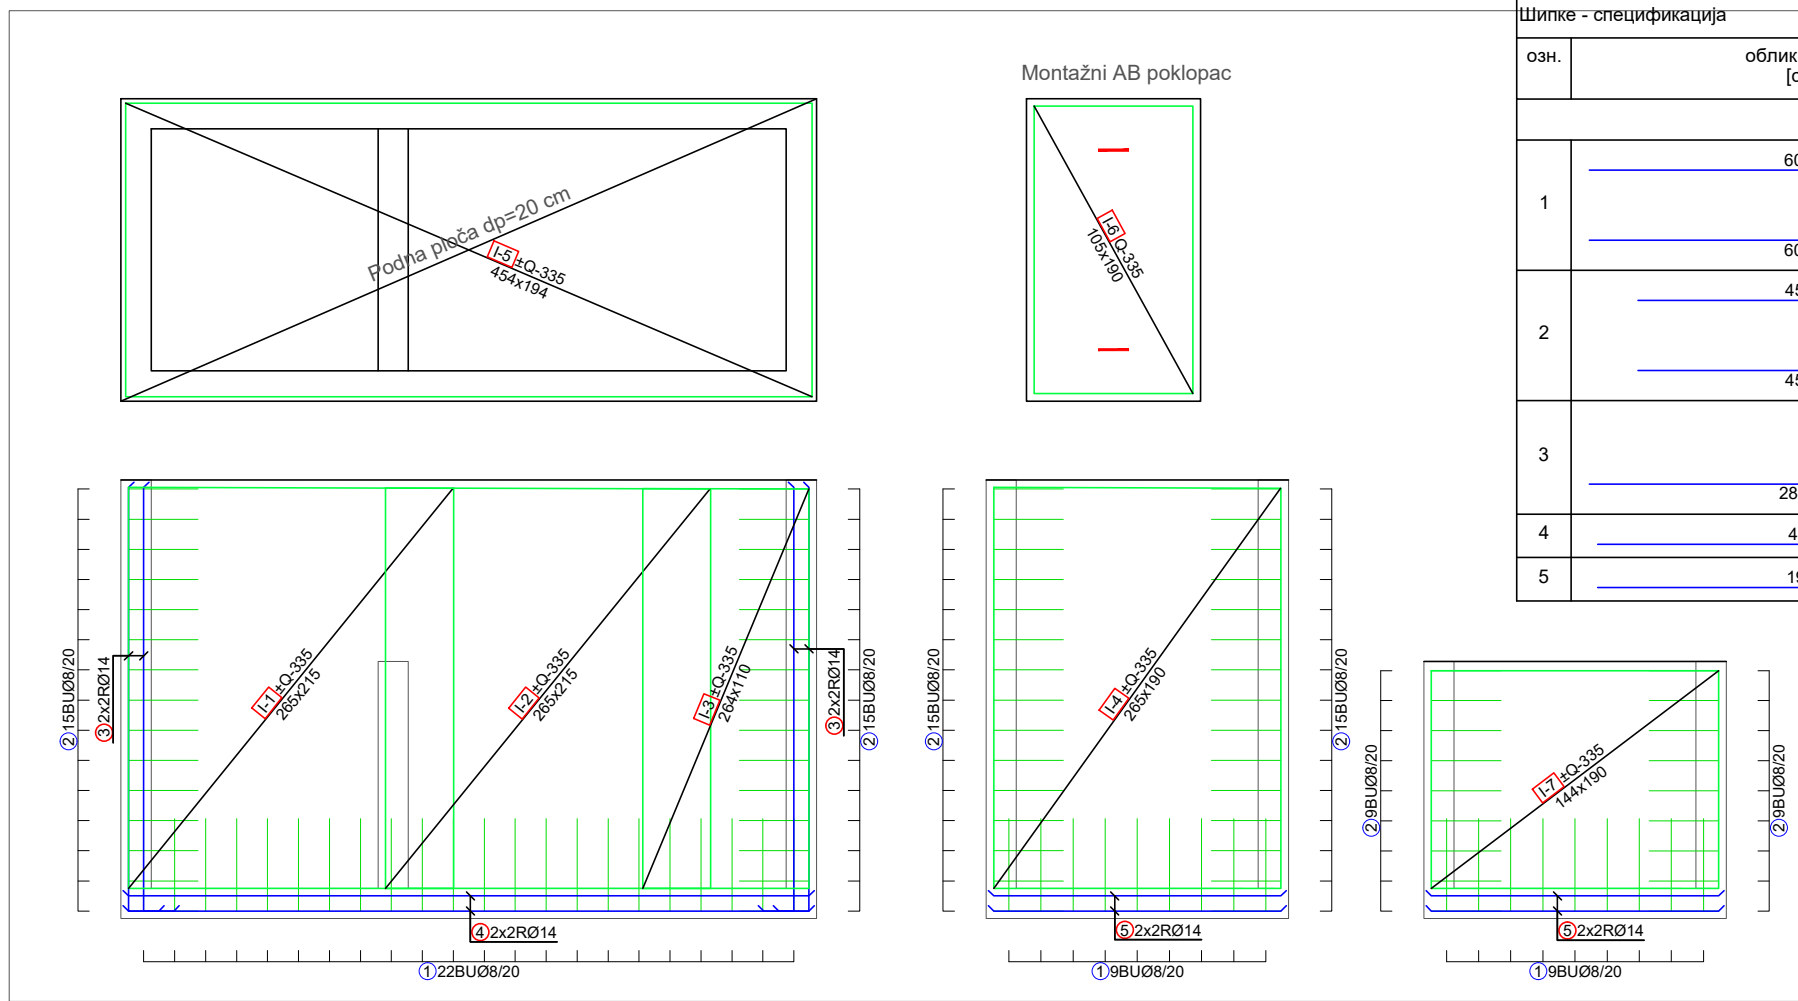 Шипке - спецификација
озн.
облик
Montažni AB poklopac
Podna ploča dp=20 cm
I-5 ±Q-335
454x194
I-6 Q-335
105x190
1
60
60
2
45
45
3
28
4
4
5
19
I-1 ±Q-335
265x215
I-2 ±Q-335
265x215
I-3 ±Q-335
264x110
I-4 ±Q-335
265x190
I-7 ±Q-335
144x190
2 15BUØ8/20
3 2x2RØ14
3 2x2RØ14
2 15BUØ8/20
2 15BUØ8/20
2 15BUØ8/20
2 9BUØ8/20
2 9BUØ8/20
4 2x2RØ14
5 2x2RØ14
5 2x2RØ14
1 22BUØ8/20
1 9BUØ8/20
1 9BUØ8/20